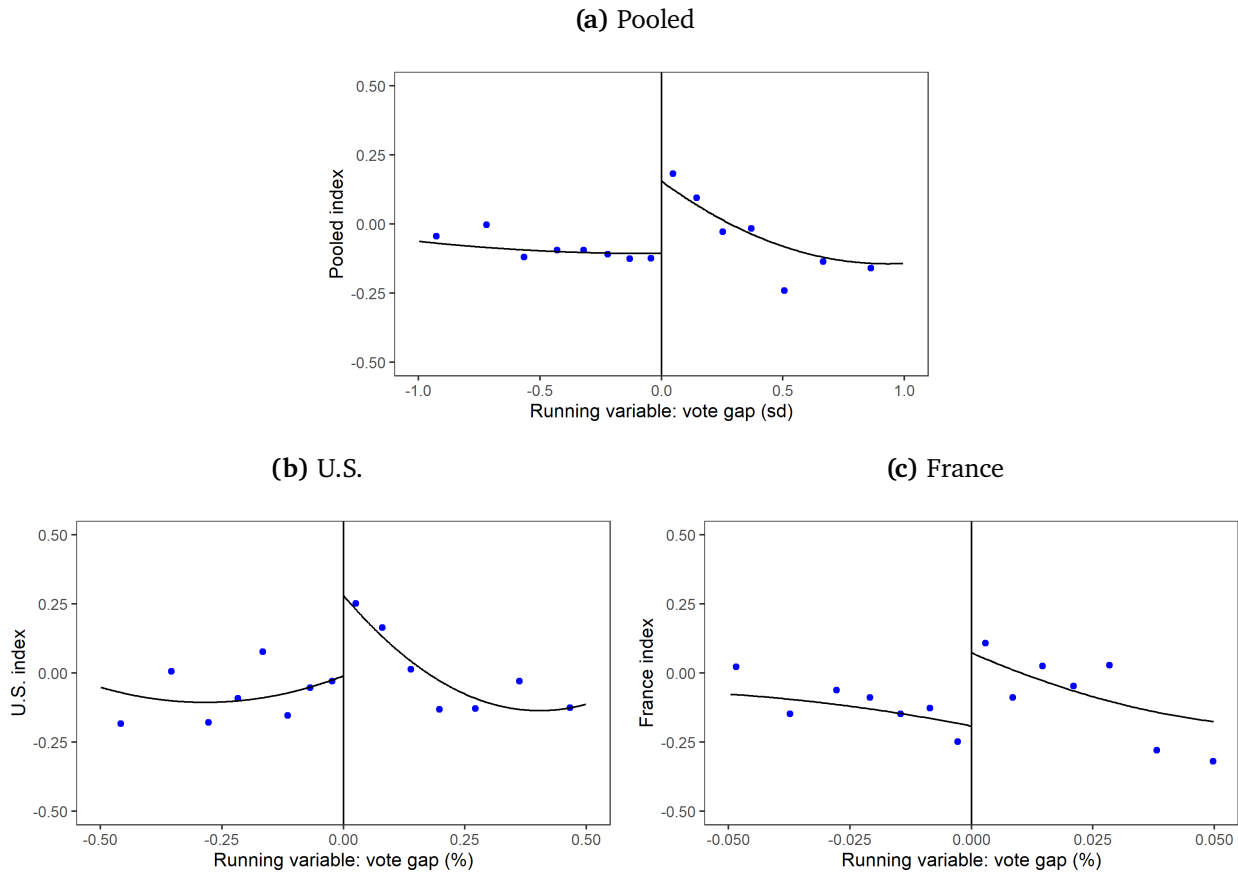 (a) Pooled
0.50
0.25
0.00
-0.25
-0.50
Pooled index
-1.0 -0.5 0.0 0.5 1.0
Running variable: vote gap (sd)
(b) U.S.
0.50
0.25
0.00
-0.25
-0.50
U.S. index
-0.50 -0.25 0.00 0.25 0.50
Running variable: vote gap (%)
(c) France
0.50
0.25
0.00
-0.25
-0.50
France index
-0.050 -0.025 0.000 0.025 0.050
Running variable: vote gap (%)